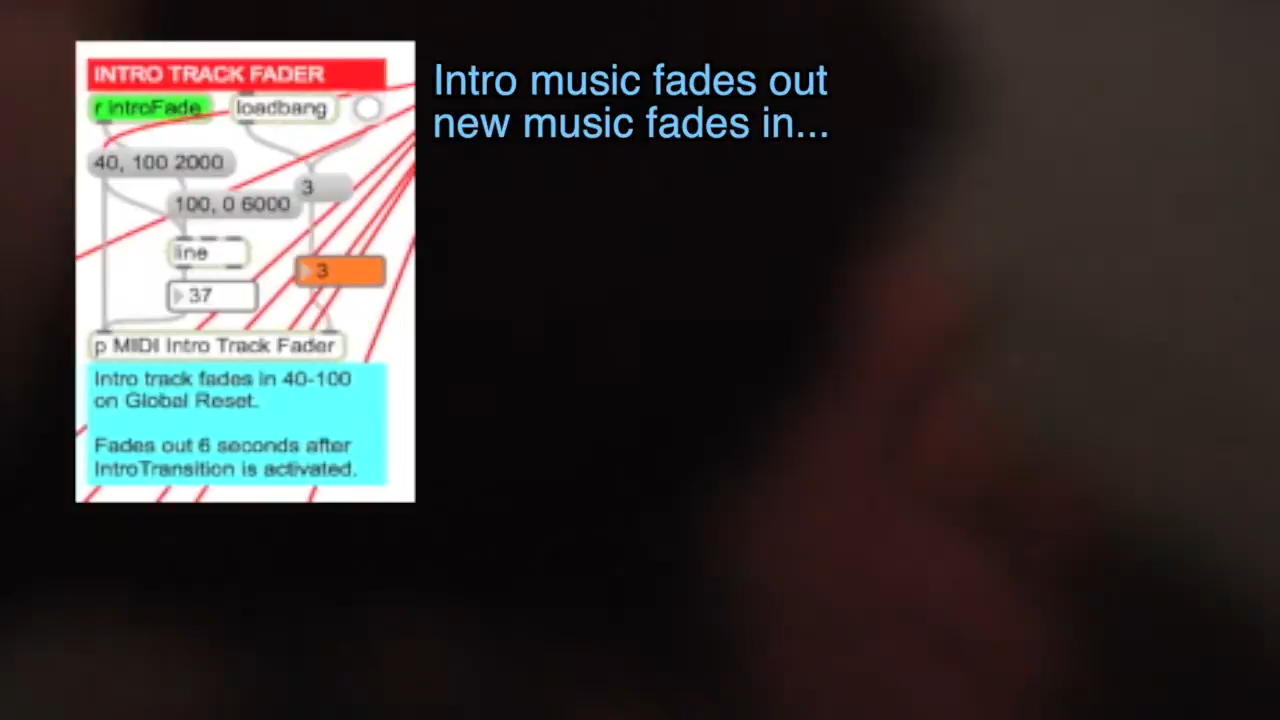 INTRO TRACK FADER
r introFade
loadbang
40, 100 2000
3
100, 0 6000
line
3
37
p MIDI Intro Track Fader
Intro track fades in 40-100
on Global Reset.
Fades out 6 seconds after
IntroTransition is activated.
Intro music fades out
new music fades in...